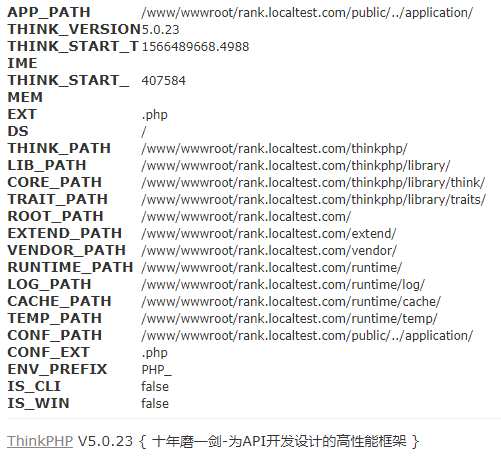 APP_PATH /www/wwwroot/rank.localtest.com/public/../application/
THINK_VERSION 5.0.23
THINK_START_T 1566489668.4988
IME
THINK_START_ 407584
MEM
EXT .php
DS /
THINK_PATH /www/wwwroot/rank.localtest.com/thinkphp/
LIB_PATH /www/wwwroot/rank.localtest.com/thinkphp/library/
CORE_PATH /www/wwwroot/rank.localtest.com/thinkphp/library/think/
TRAIT_PATH /www/wwwroot/rank.localtest.com/thinkphp/library/traits/
ROOT_PATH /www/wwwroot/rank.localtest.com/
EXTEND_PATH /www/wwwroot/rank.localtest.com/extend/
VENDOR_PATH /www/wwwroot/rank.localtest.com/vendor/
RUNTIME_PATH /www/wwwroot/rank.localtest.com/runtime/
LOG_PATH /www/wwwroot/rank.localtest.com/runtime/log/
CACHE_PATH /www/wwwroot/rank.localtest.com/runtime/cache/
TEMP_PATH /www/wwwroot/rank.localtest.com/runtime/temp/
CONF_PATH /www/wwwroot/rank.localtest.com/public/../application/
CONF_EXT .php
ENV_PREFIX PHP_
IS_CLI false
IS_WIN false
ThinkPHP V5.0.23 { 十年磨一剑-为API开发设计的高性能框架 }